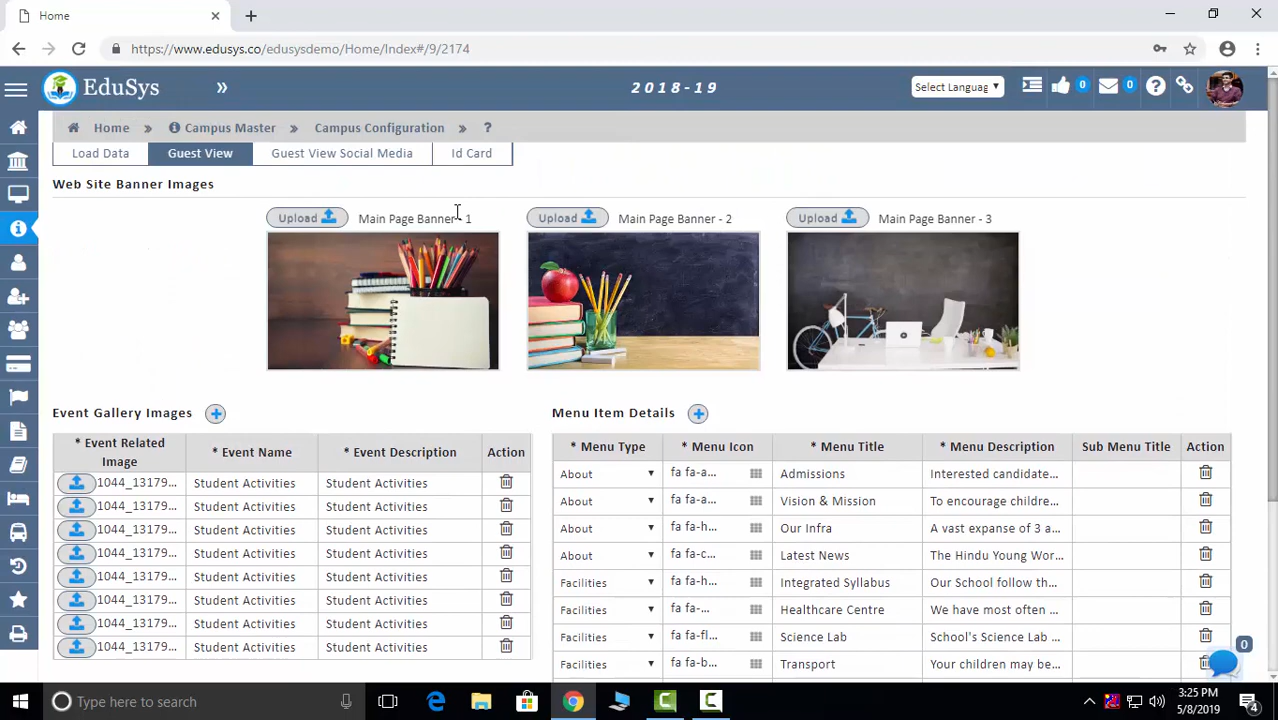 Home
https://www.edusys.co/edusysdemo/Home/Index#/9/2174
EduSys » 2018-19 Select Languag 0 0
Home » Campus Master » Campus Configuration » ?
Load Data Guest View Guest View Social Media Id Card
Web Site Banner Images
Upload Main Page Banner - 1 Upload Main Page Banner - 2 Upload Main Page Banner - 3
Event Gallery Images Menu Item Details
* Event Related Image * Event Name * Event Description Action
* Menu Type * Menu Icon * Menu Title * Menu Description Sub Menu Title Action
1044_13179... Student Activities Student Activities
1044_13179... Student Activities Student Activities
1044_13179... Student Activities Student Activities
1044_13179... Student Activities Student Activities
1044_13179... Student Activities Student Activities
1044_13179... Student Activities Student Activities
1044_13179... Student Activities Student Activities
1044_13179... Student Activities Student Activities
About fa fa-a... Admissions Interested candidate...
About fa fa-a... Vision & Mission To encourage childre...
About fa fa-h... Our Infra A vast expanse of 3 a...
About fa fa-c... Latest News The Hindu Young Wor...
Facilities fa fa-h... Integrated Syllabus Our School follow th...
Facilities fa fa-... Healthcare Centre We have most often ...
Facilities fa fa-fl... Science Lab School's Science Lab ...
Facilities fa fa-b... Transport Your children may be...
0
Type here to search
3:25 PM
5/8/2019
4